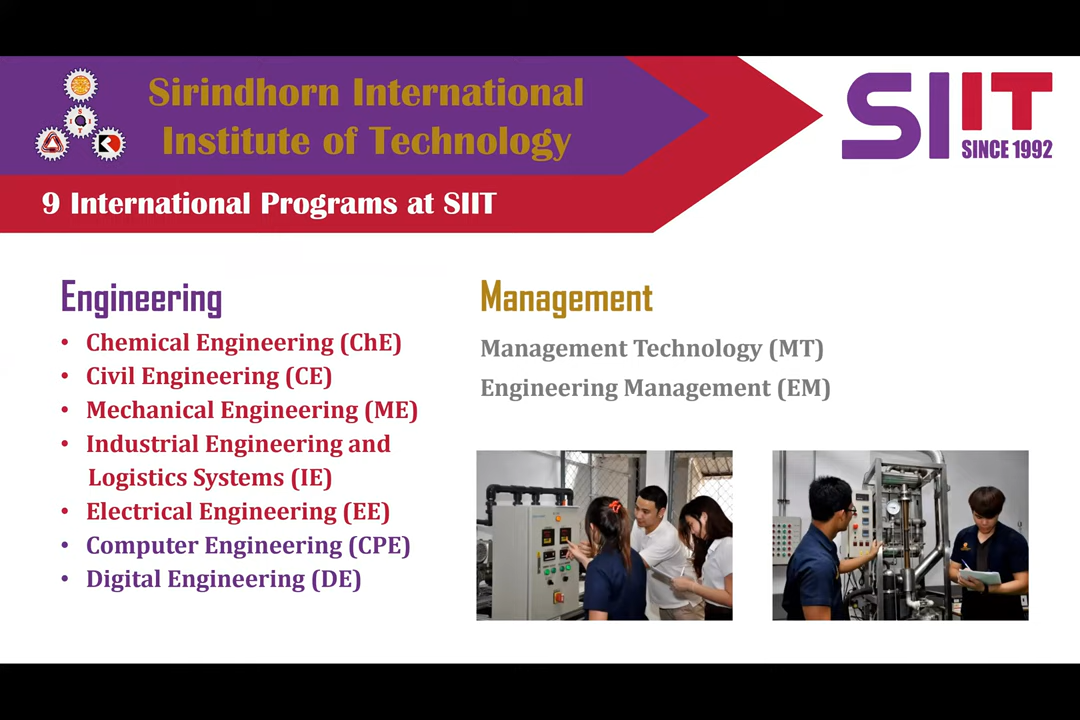 Sirindhorn International
Institute of Technology
SIIT
SINCE 1992
9 International Programs at SIIT
Engineering
• Chemical Engineering (ChE)
• Civil Engineering (CE)
• Mechanical Engineering (ME)
• Industrial Engineering and
Logistics Systems (IE)
• Electrical Engineering (EE)
• Computer Engineering (CPE)
• Digital Engineering (DE)
Management
Management Technology (MT)
Engineering Management (EM)